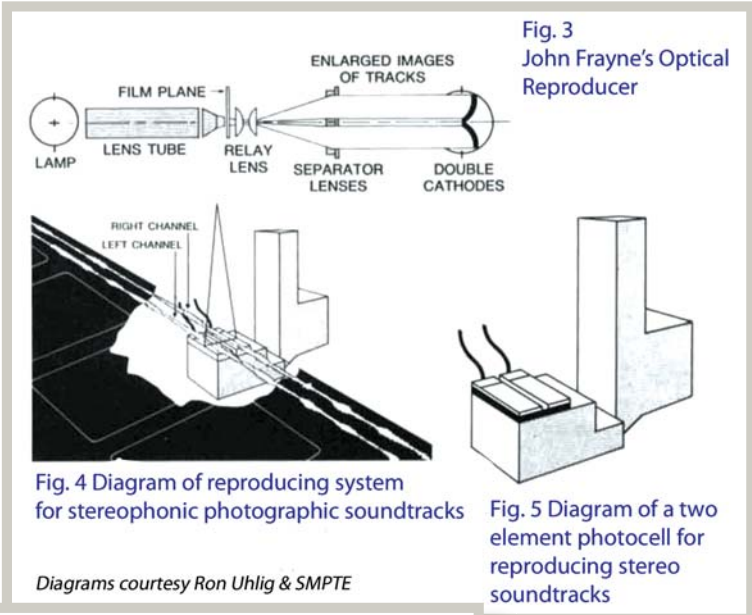 Fig. 3
John Frayne's Optical
Reproducer
ENLARGED IMAGES
OF TRACKS
FILM PLANE
LAMP
LENS TUBE
RELAY
LENS
SEPARATOR
LENSES
DOUBLE
CATHODES
RIGHT CHANNEL
LEFT CHANNEL
Fig. 4 Diagram of reproducing system
for stereophonic photographic soundtracks
Fig. 5 Diagram of a two
element photocell for
reproducing stereo
soundtracks
Diagrams courtesy Ron Uhlig & SMPTE